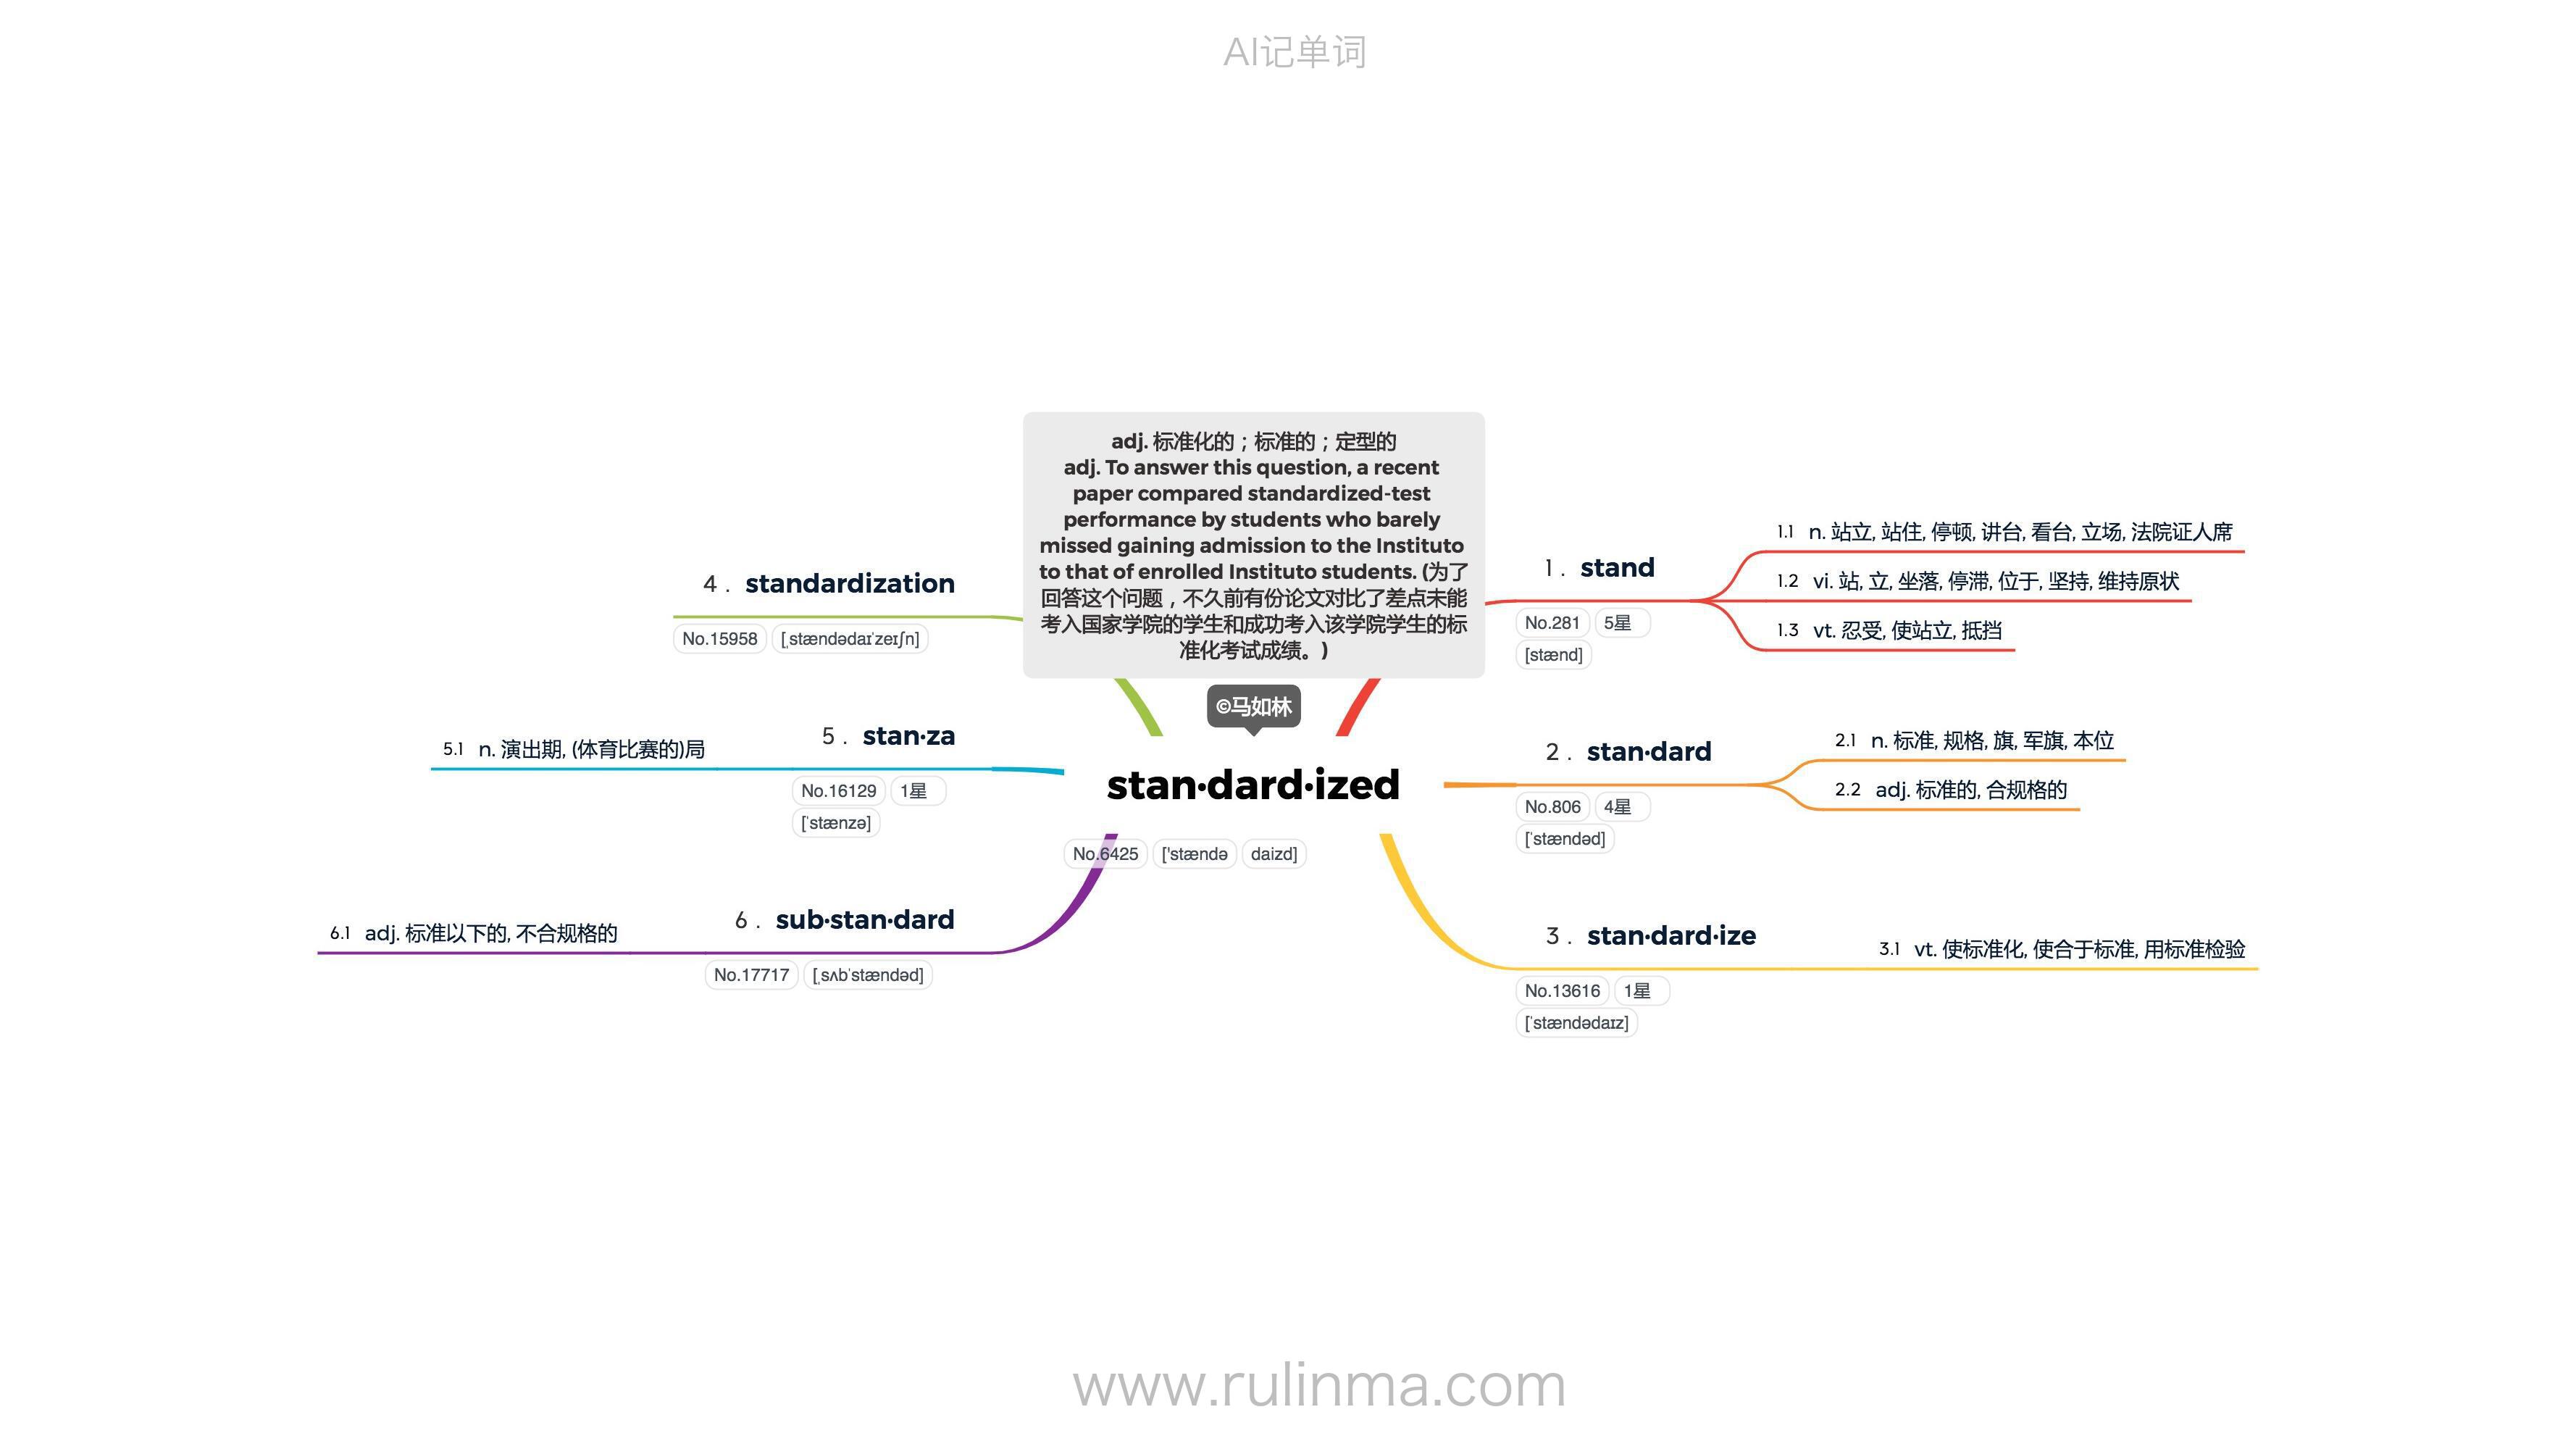 AI记单词
adj. 标准化的；标准的；定型的
adj. To answer this question, a recent
paper compared standardized-test
performance by students who barely
missed gaining admission to the Instituto
to that of enrolled Instituto students. (为了
回答这个问题，不久前有份论文对比了差点未能
考入国家学院的学生和成功考入该学院学生的标
准化考试成绩。)
©马如林
stan·dard·ized
No.6425 ['stændə daizd]
1. stand
No.281 5星
[stænd]
1.1 n. 站立, 站住, 停顿, 讲台, 看台, 立场, 法院证人席
1.2 vi. 站, 立, 坐落, 停滞, 位于, 坚持, 维持原状
1.3 vt. 忍受, 使站立, 抵挡
2. stan·dard
No.806 4星
[ˈstændəd]
2.1 n. 标准, 规格, 旗, 军旗, 本位
2.2 adj. 标准的, 合规格的
3. stan·dard·ize
No.13616 1星
[ˈstændədaɪz]
3.1 vt. 使标准化, 使合于标准, 用标准检验
4. standardization
No.15958 [ˌstændədaɪˈzeɪʃn]
5. stan·za
No.16129 1星
[ˈstænzə]
5.1 n. 演出期, (体育比赛的)局
6. sub·stan·dard
No.17717 [ˌsʌbˈstændəd]
6.1 adj. 标准以下的, 不合规格的
www.rulinma.com